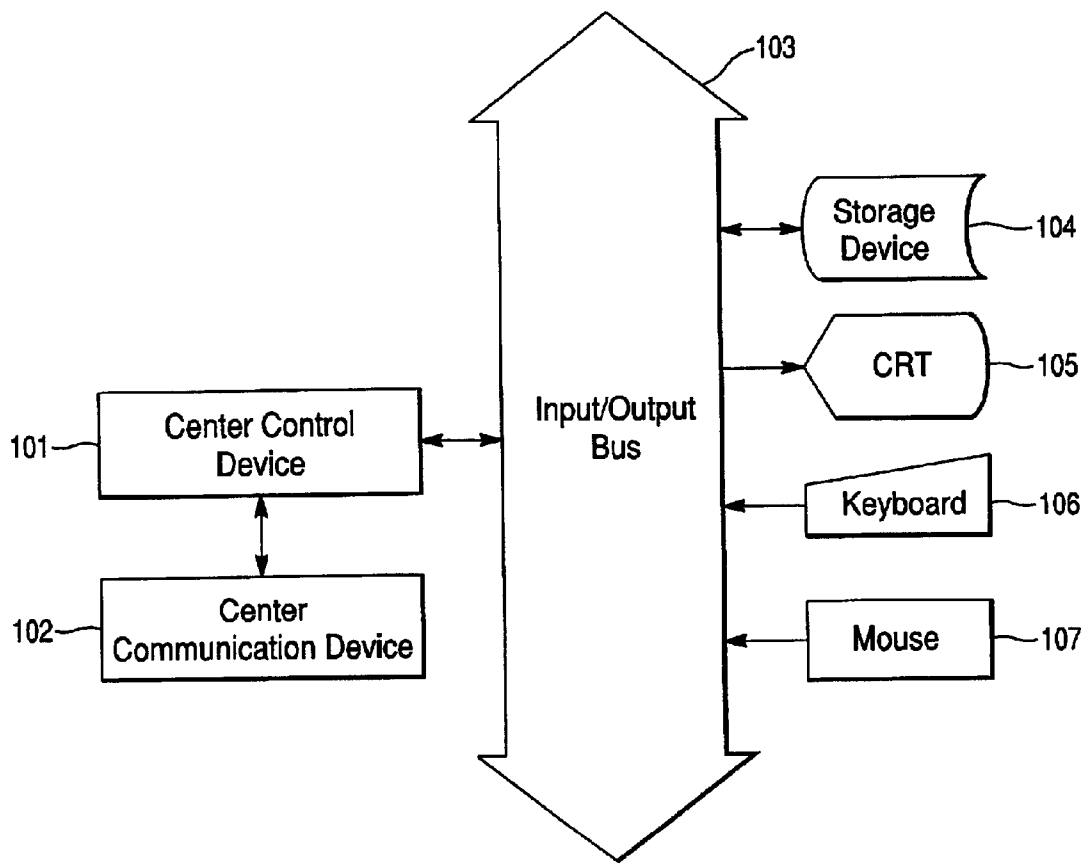 103
Storage
Device
104
CRT
105
Input/Output
Bus
Center Control
Device
101
Keyboard
106
Center
Communication Device
102
Mouse
107